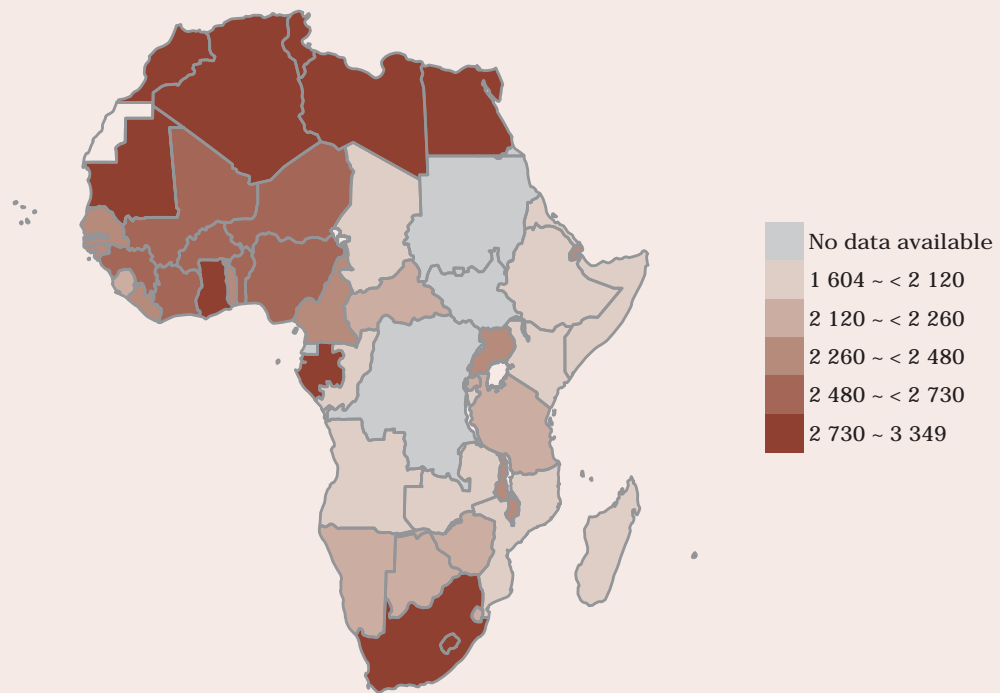 No data available
1 604 ~ < 2 120
2 120 ~ < 2 260
2 260 ~ < 2 480
2 480 ~ < 2 730
2 730 ~ 3 349